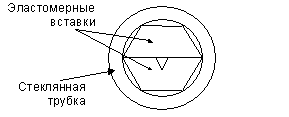 Эластомерные
вставки
Стеклянная
трубка